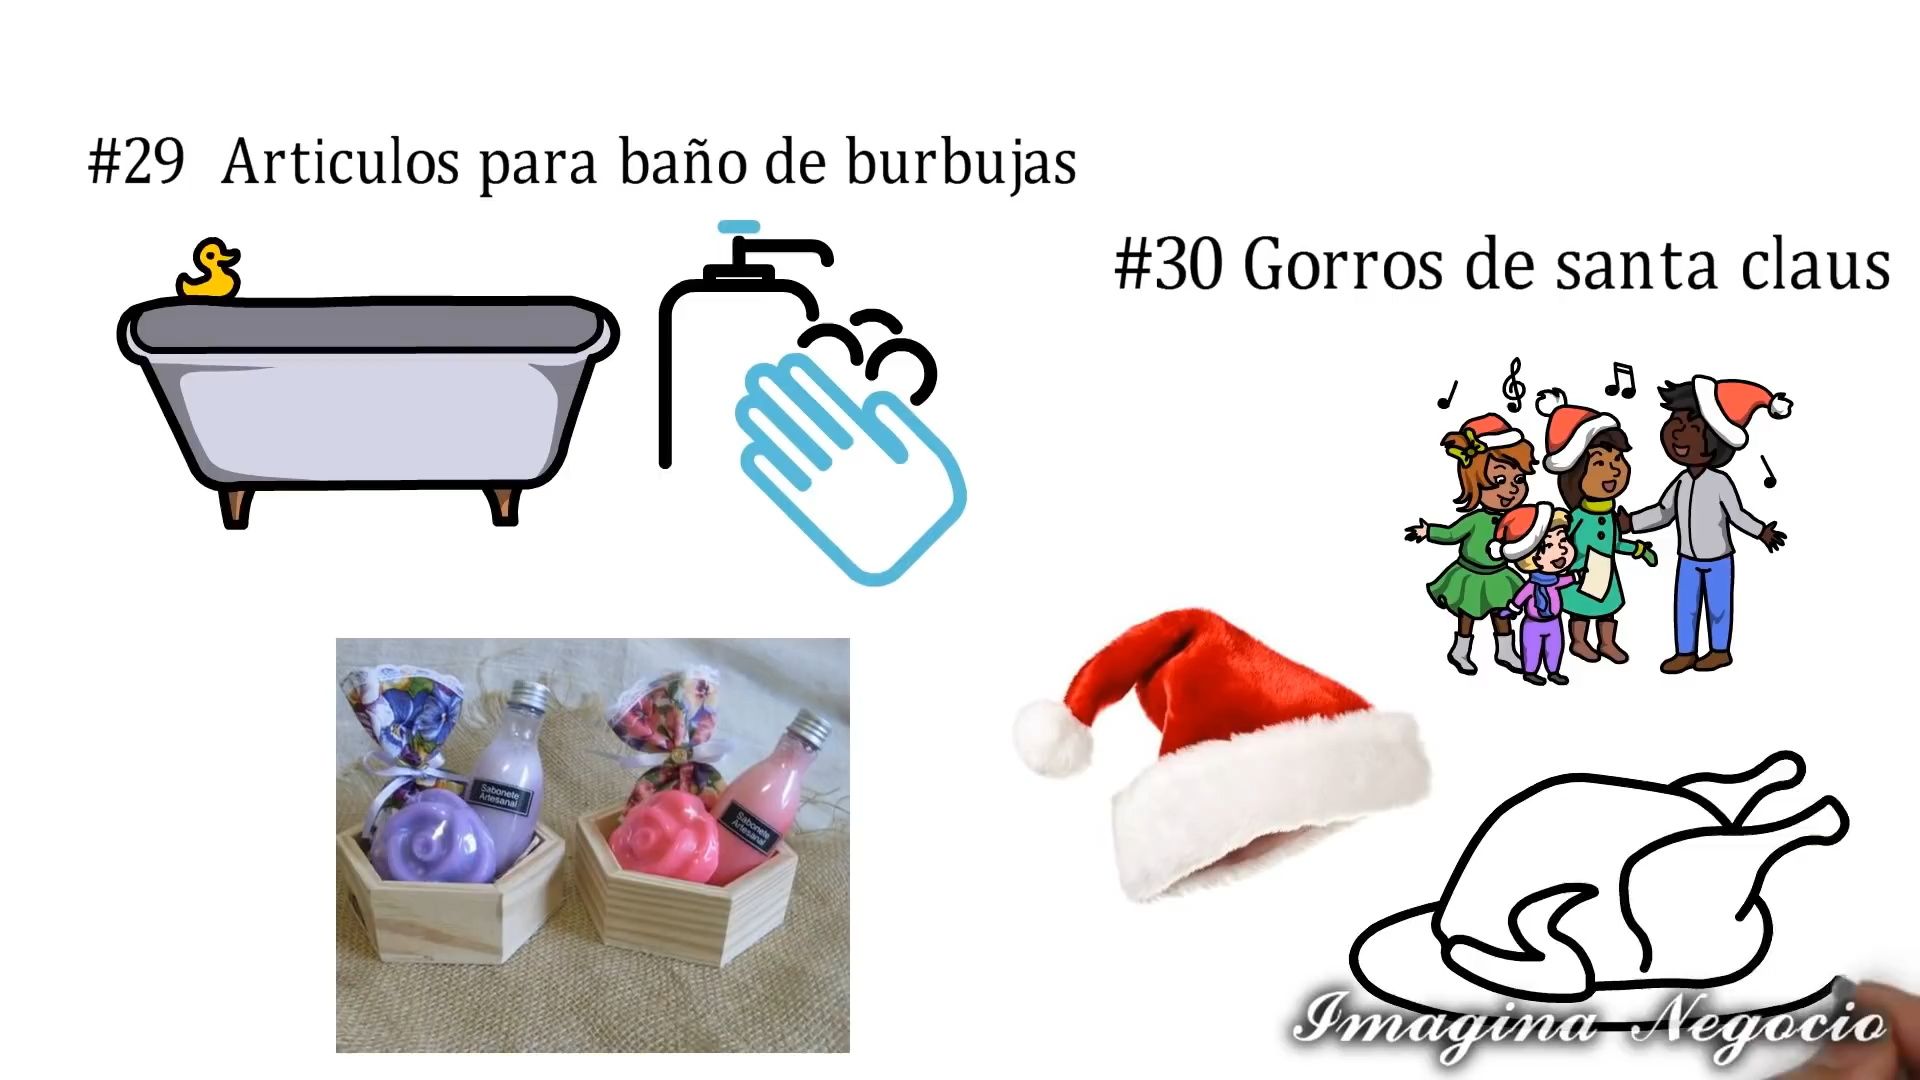 #29 Articulos para baño de burbujas
#30 Gorros de santa claus
Sabonete
Artesanal
Sabonete
Artesanal
Imagina Negocio